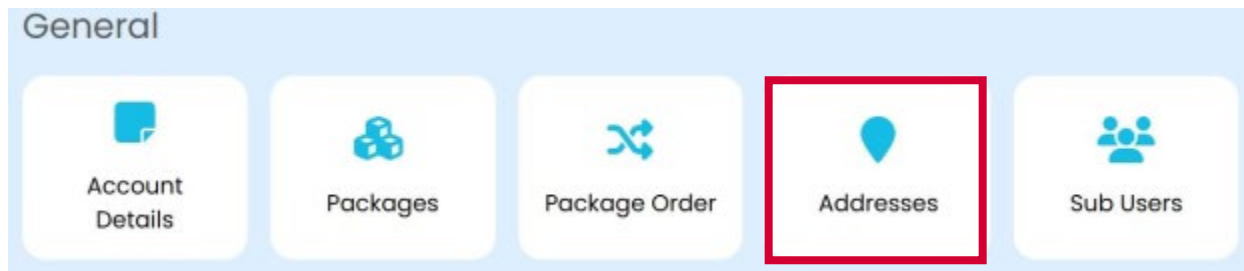 General
Account
Details
Packages
Package Order
Addresses
Sub Users